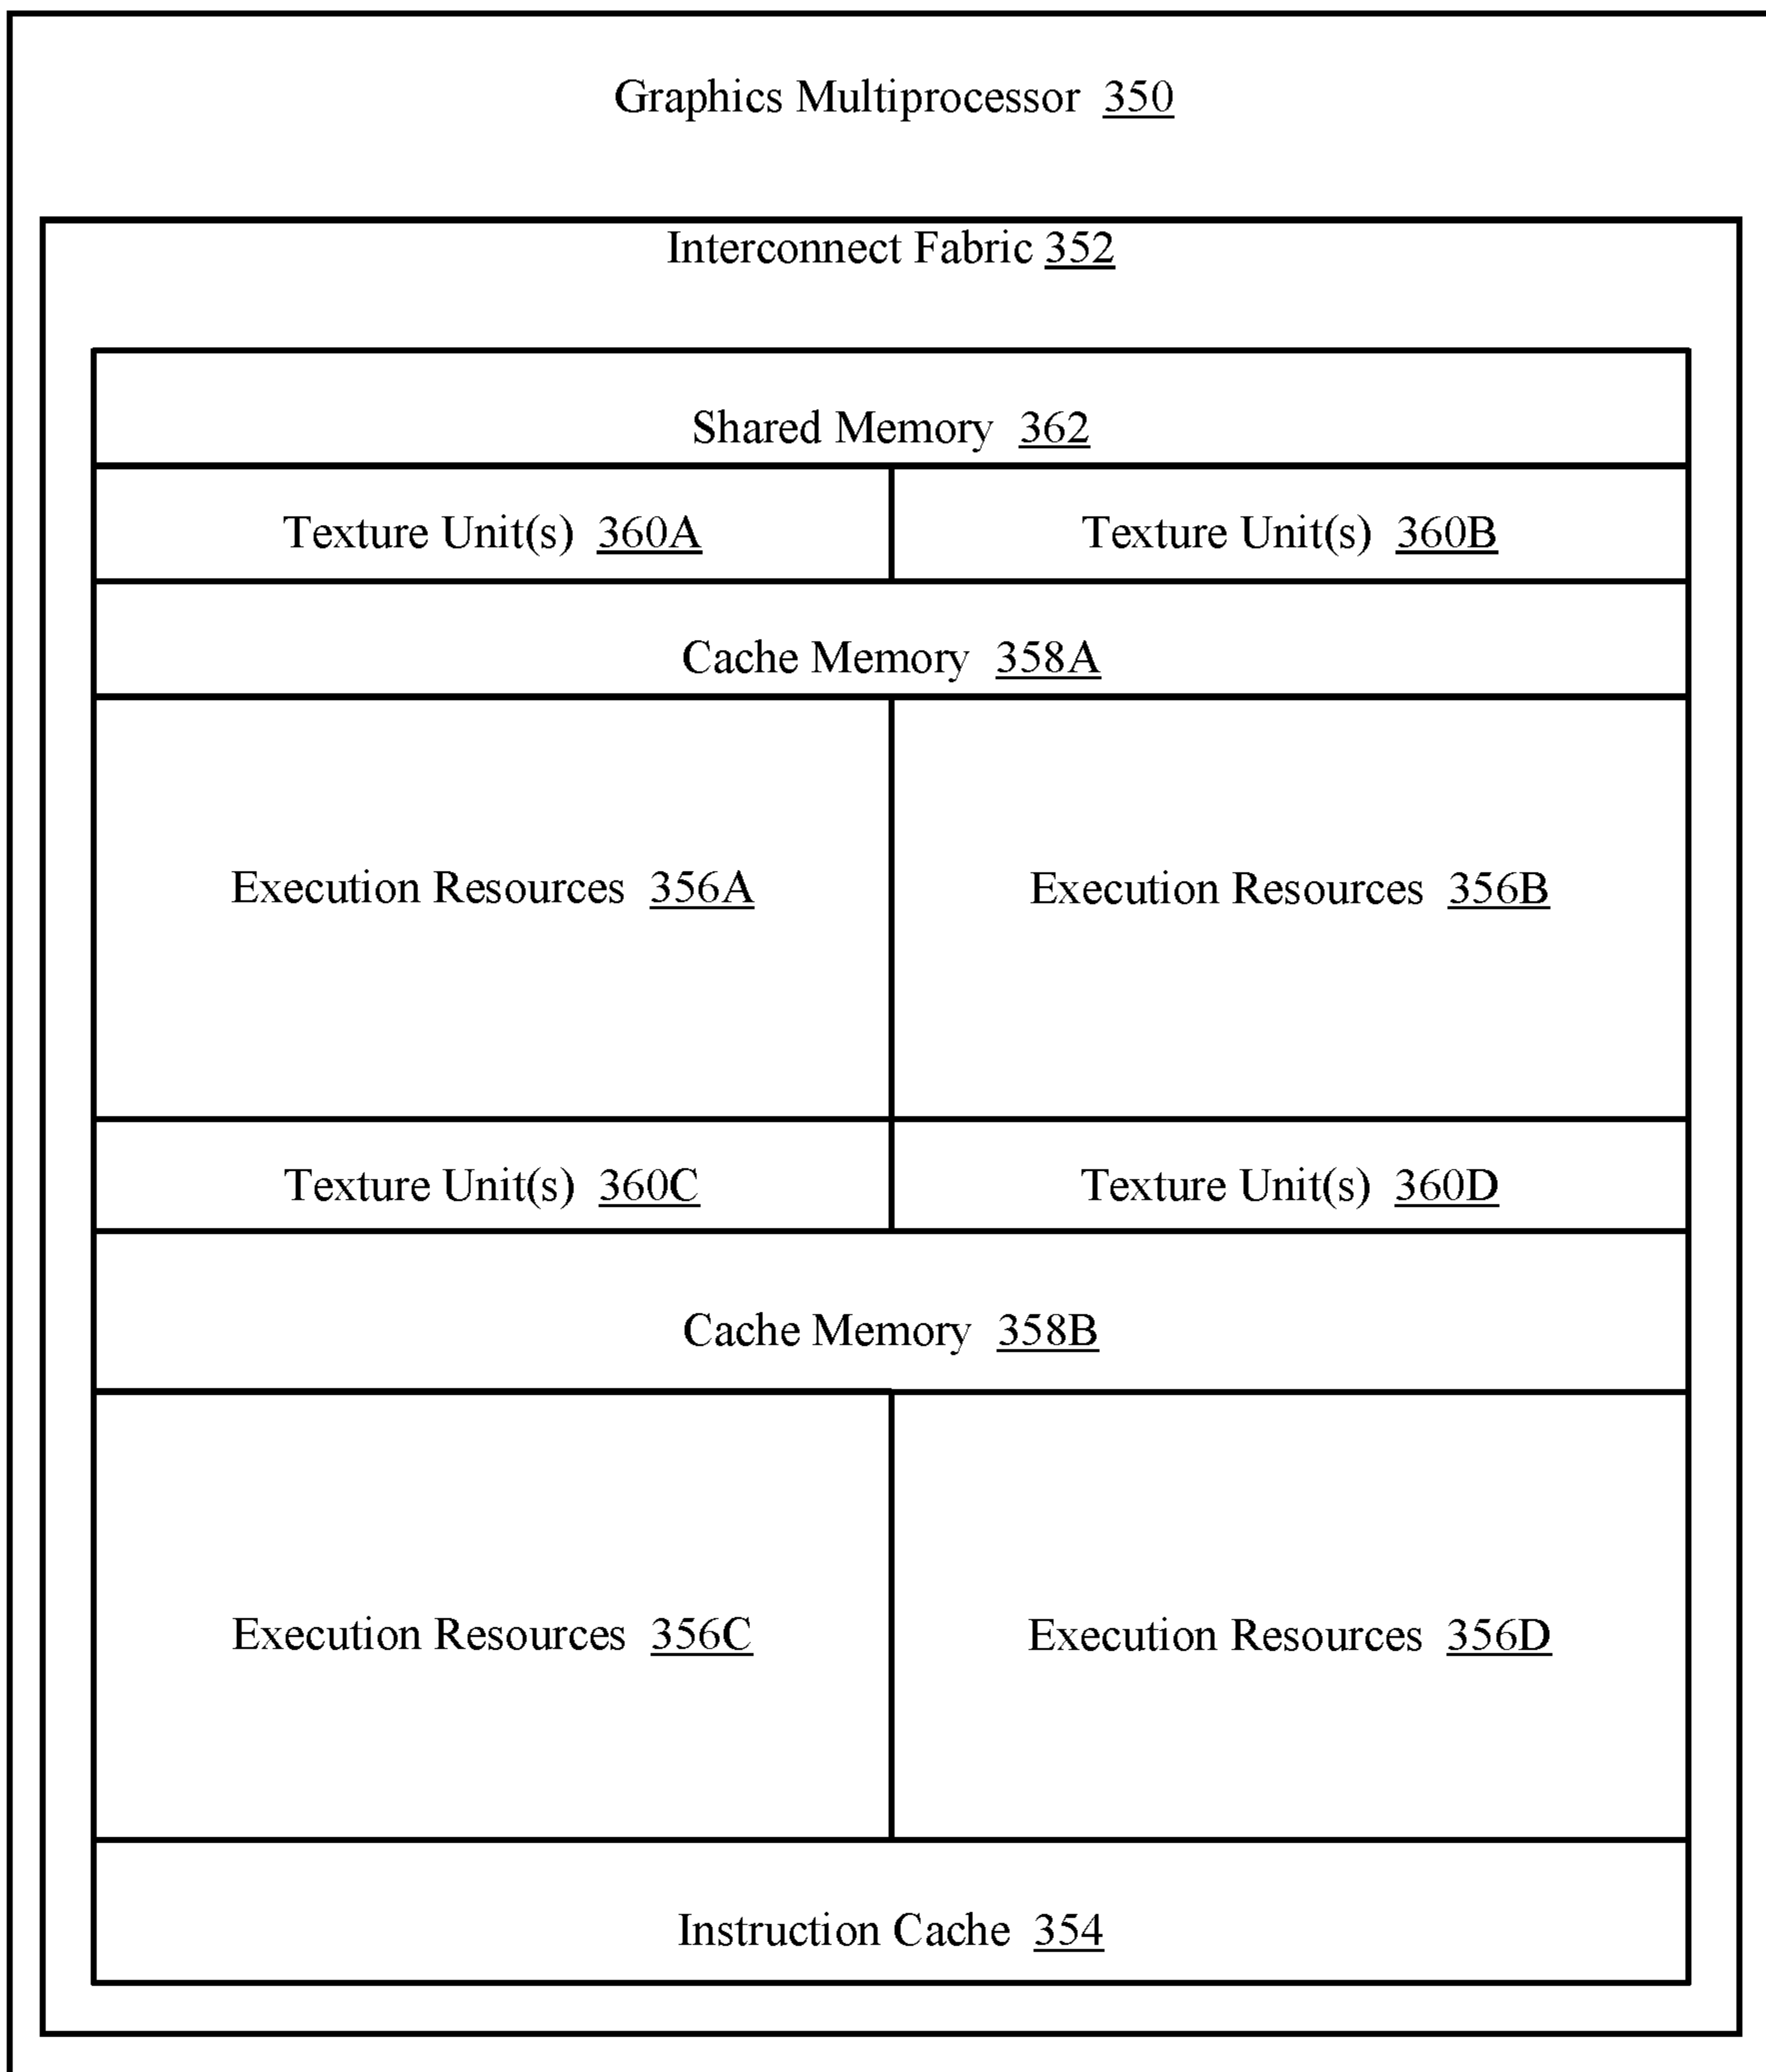 Graphics Multiprocessor 350
Interconnect Fabric 352
Shared Memory 362
Texture Unit(s) 360A
Texture Unit(s) 360B
Cache Memory 358A
Execution Resources 356A
Execution Resources 356B
Texture Unit(s) 360C
Texture Unit(s) 360D
Cache Memory 358B
Execution Resources 356C
Execution Resources 356D
Instruction Cache 354